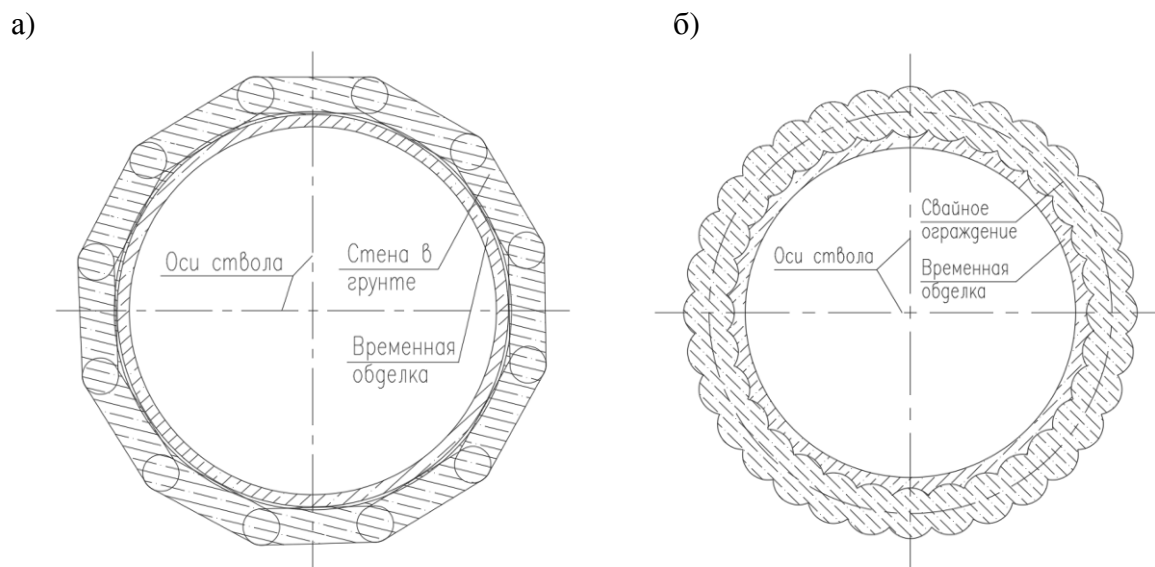 а)
б)
Оси ствола
Стена в
грунте
Временная
обделка
Оси ствола
Свайное
ограждение
Временная
обделка